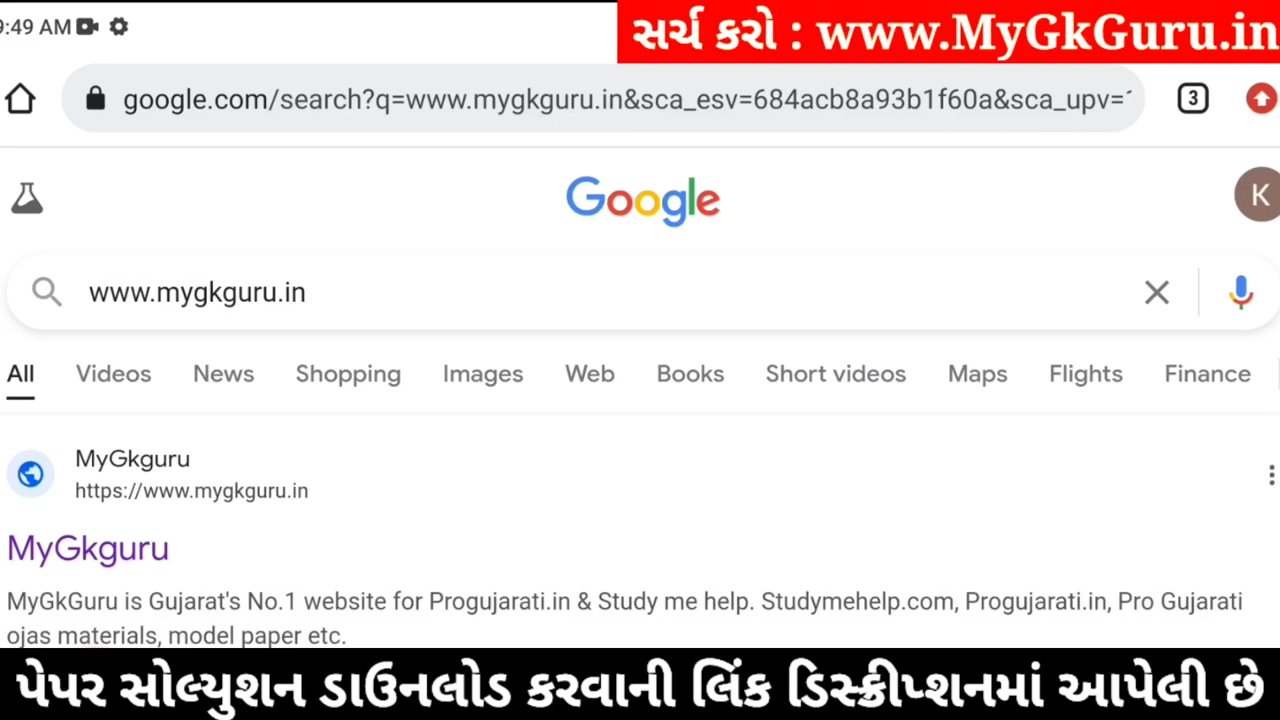 9:49 AM
સર્ચ કરો : www.MyGkGuru.in
google.com/search?q=www.mygkguru.in&sca_esv=684acb8a93b1f60a&sca_upv=
3
Google
K
www.mygkguru.in
All Videos News Shopping Images Web Books Short videos Maps Flights Finance
MyGkguru
https://www.mygkguru.in
MyGkguru
MyGkGuru is Gujarat's No.1 website for Progujarati.in & Study me help. Studymehelp.com, Progujarati.in, Pro Gujarati
ojas materials, model paper etc.
પેપર સોલ્યુશન ડાઉનલોડ કરવાની લિંક ડિસ્ક્રીપ્શનમાં આપેલી છે